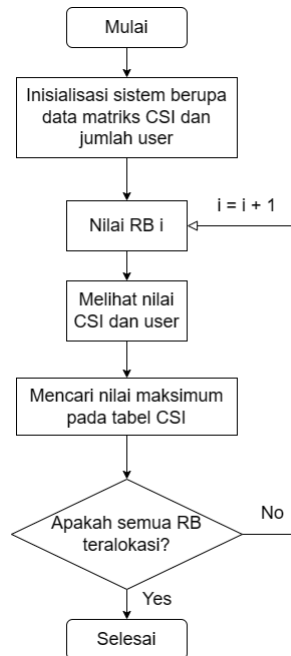 Mulai
Inisialisasi sistem berupa
data matriks CSI dan
jumlah user
i = i + 1
Nilai RB i
Melihat nilai
CSI dan user
Mencari nilai maksimum
pada tabel CSI
Apakah semua RB
teralokasi?
No
Yes
Selesai